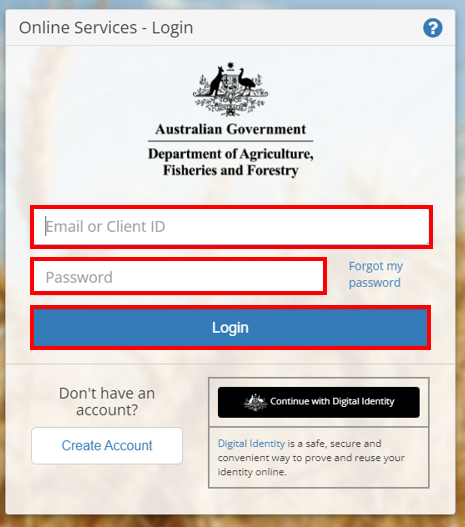 Online Services - Login
?
Australian Government
Department of Agriculture,
Fisheries and Forestry
Email or Client ID
Password
Forgot my
password
Login
Don't have an
account?
Create Account
Continue with Digital Identity
Digital Identity is a safe, secure and
convenient way to prove and reuse your
identity online.